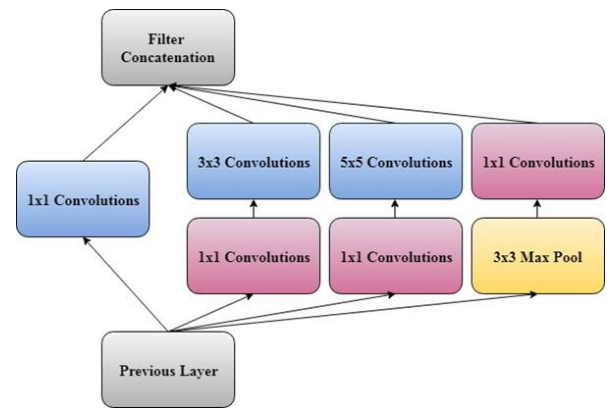 Filter
Concatenation
3x3 Convolutions
5x5 Convolutions
1x1 Convolutions
1x1 Convolutions
1x1 Convolutions
1x1 Convolutions
3x3 Max Pool
Previous Layer